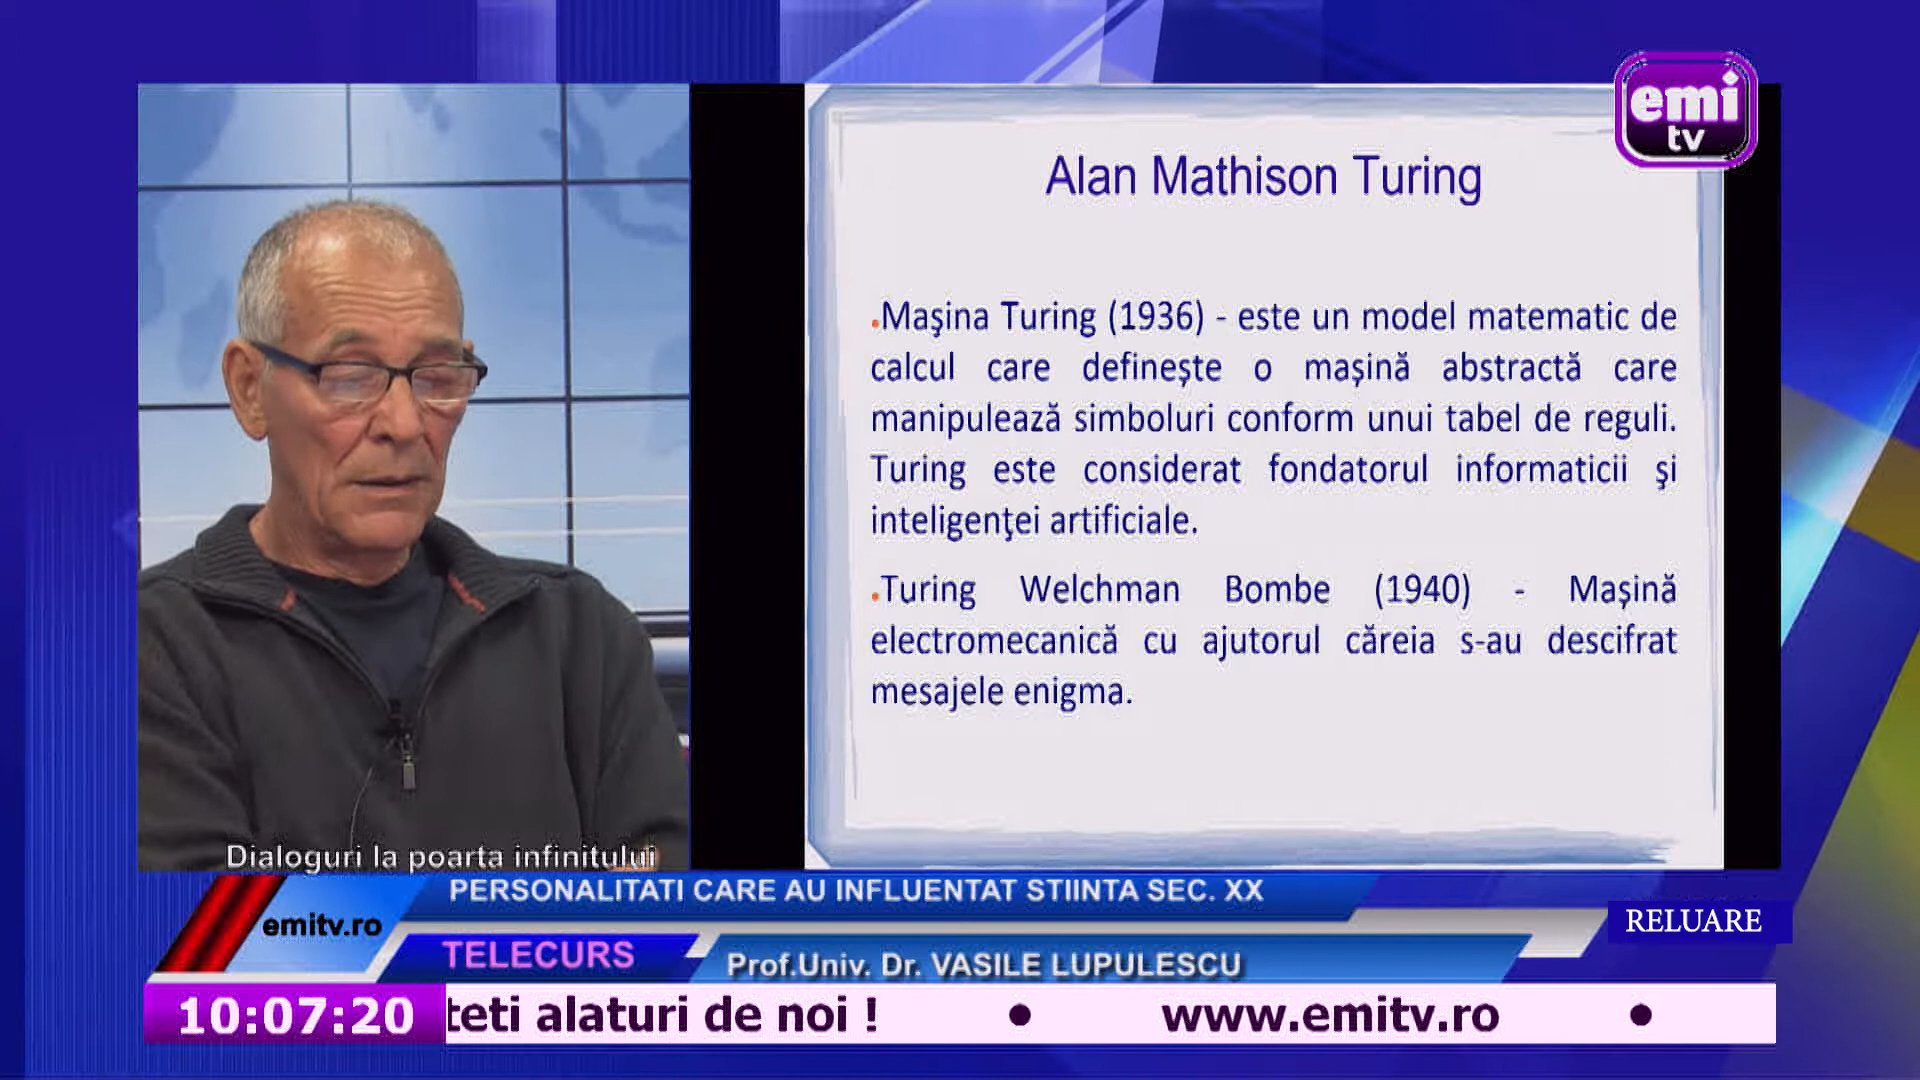 emi
tv
Alan Mathison Turing
•Maşina Turing (1936) - este un model matematic de
calcul care definește o mașină abstractă care
manipulează simboluri conform unui tabel de reguli.
Turing este considerat fondatorul informaticii şi
inteligenţei artificiale.
•Turing Welchman Bombe (1940) - Mașină
electromecanică cu ajutorul căreia s-au descifrat
mesajele enigma.
Dialoguri la poarta infinitului
PERSONALITATI CARE AU INFLUENTAT STIINTA SEC. XX
emitv.ro
RELUARE
TELECURS
Prof.Univ. Dr. VASILE LUPULESCU
10:07:20 teti alaturi de noi ! • www.emitv.ro •